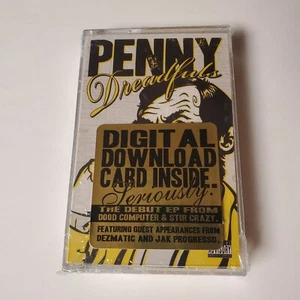 PENNY
Dreadfuls
DIGITAL
DOWNLOAD
CARD INSIDE.
Seriously.
THE DEBUT EP FROM
DOOD COMPUTER & STUR CRAZY.
FEATURING GUEST APPEARANCES FROM
DEZMATIC AND JAK PROGRESSO.